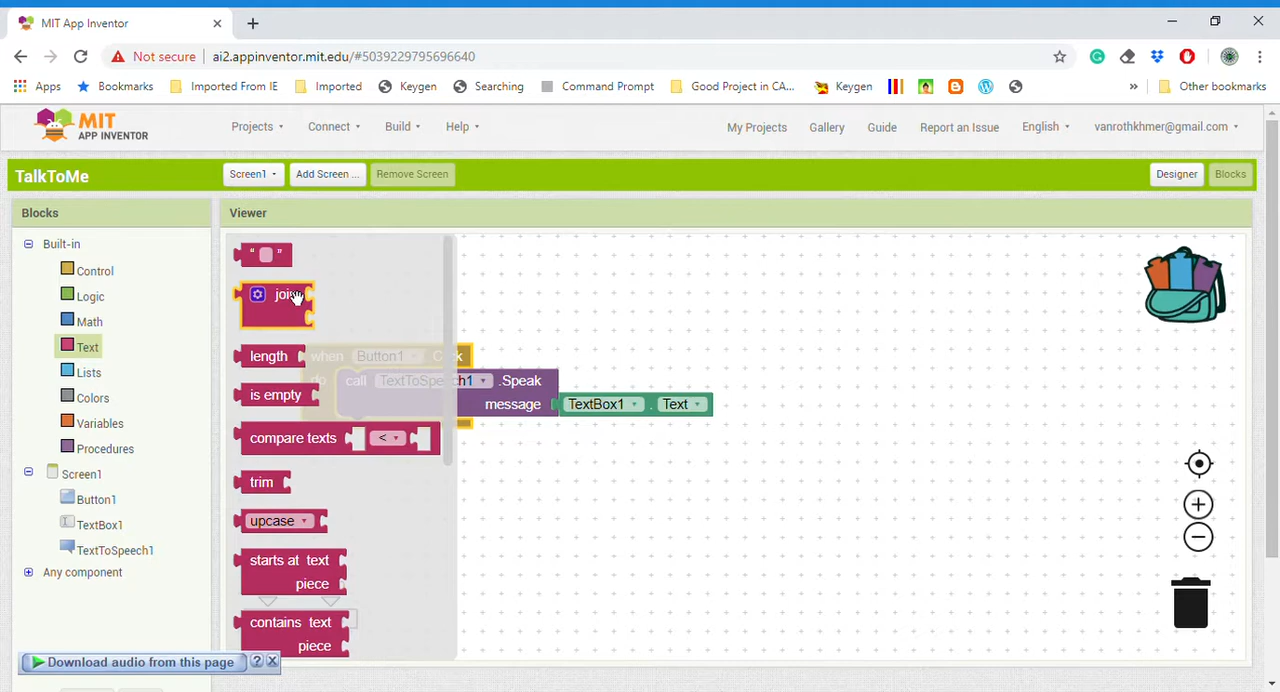 MIT App Inventor
Not secure
ai2.appinventor.mit.edu/#5039229795696640
Apps
Bookmarks
Imported From IE
Imported
Keygen
Searching
Command Prompt
Good Project in CA...
Keygen
»
Other bookmarks
MIT
APP INVENTOR
Projects
Connect
Build
Help
My Projects
Gallery
Guide
Report an Issue
English
vanrothkhmer@gmail.com
TalkToMe
Screen1
Add Screen ...
Remove Screen
Designer
Blocks
Blocks
Viewer
Built-in
Control
Logic
Math
Text
Lists
Colors
Variables
Procedures
Screen1
Button1
TextBox1
TextToSpeech1
Any component
" "
join
length
is empty
compare texts <
trim
upcase
starts at text
piece
contains text
piece
when Button1 . Click
do call TextToSpeech1 .Speak
message TextBox1 . Text
Download audio from this page ? X